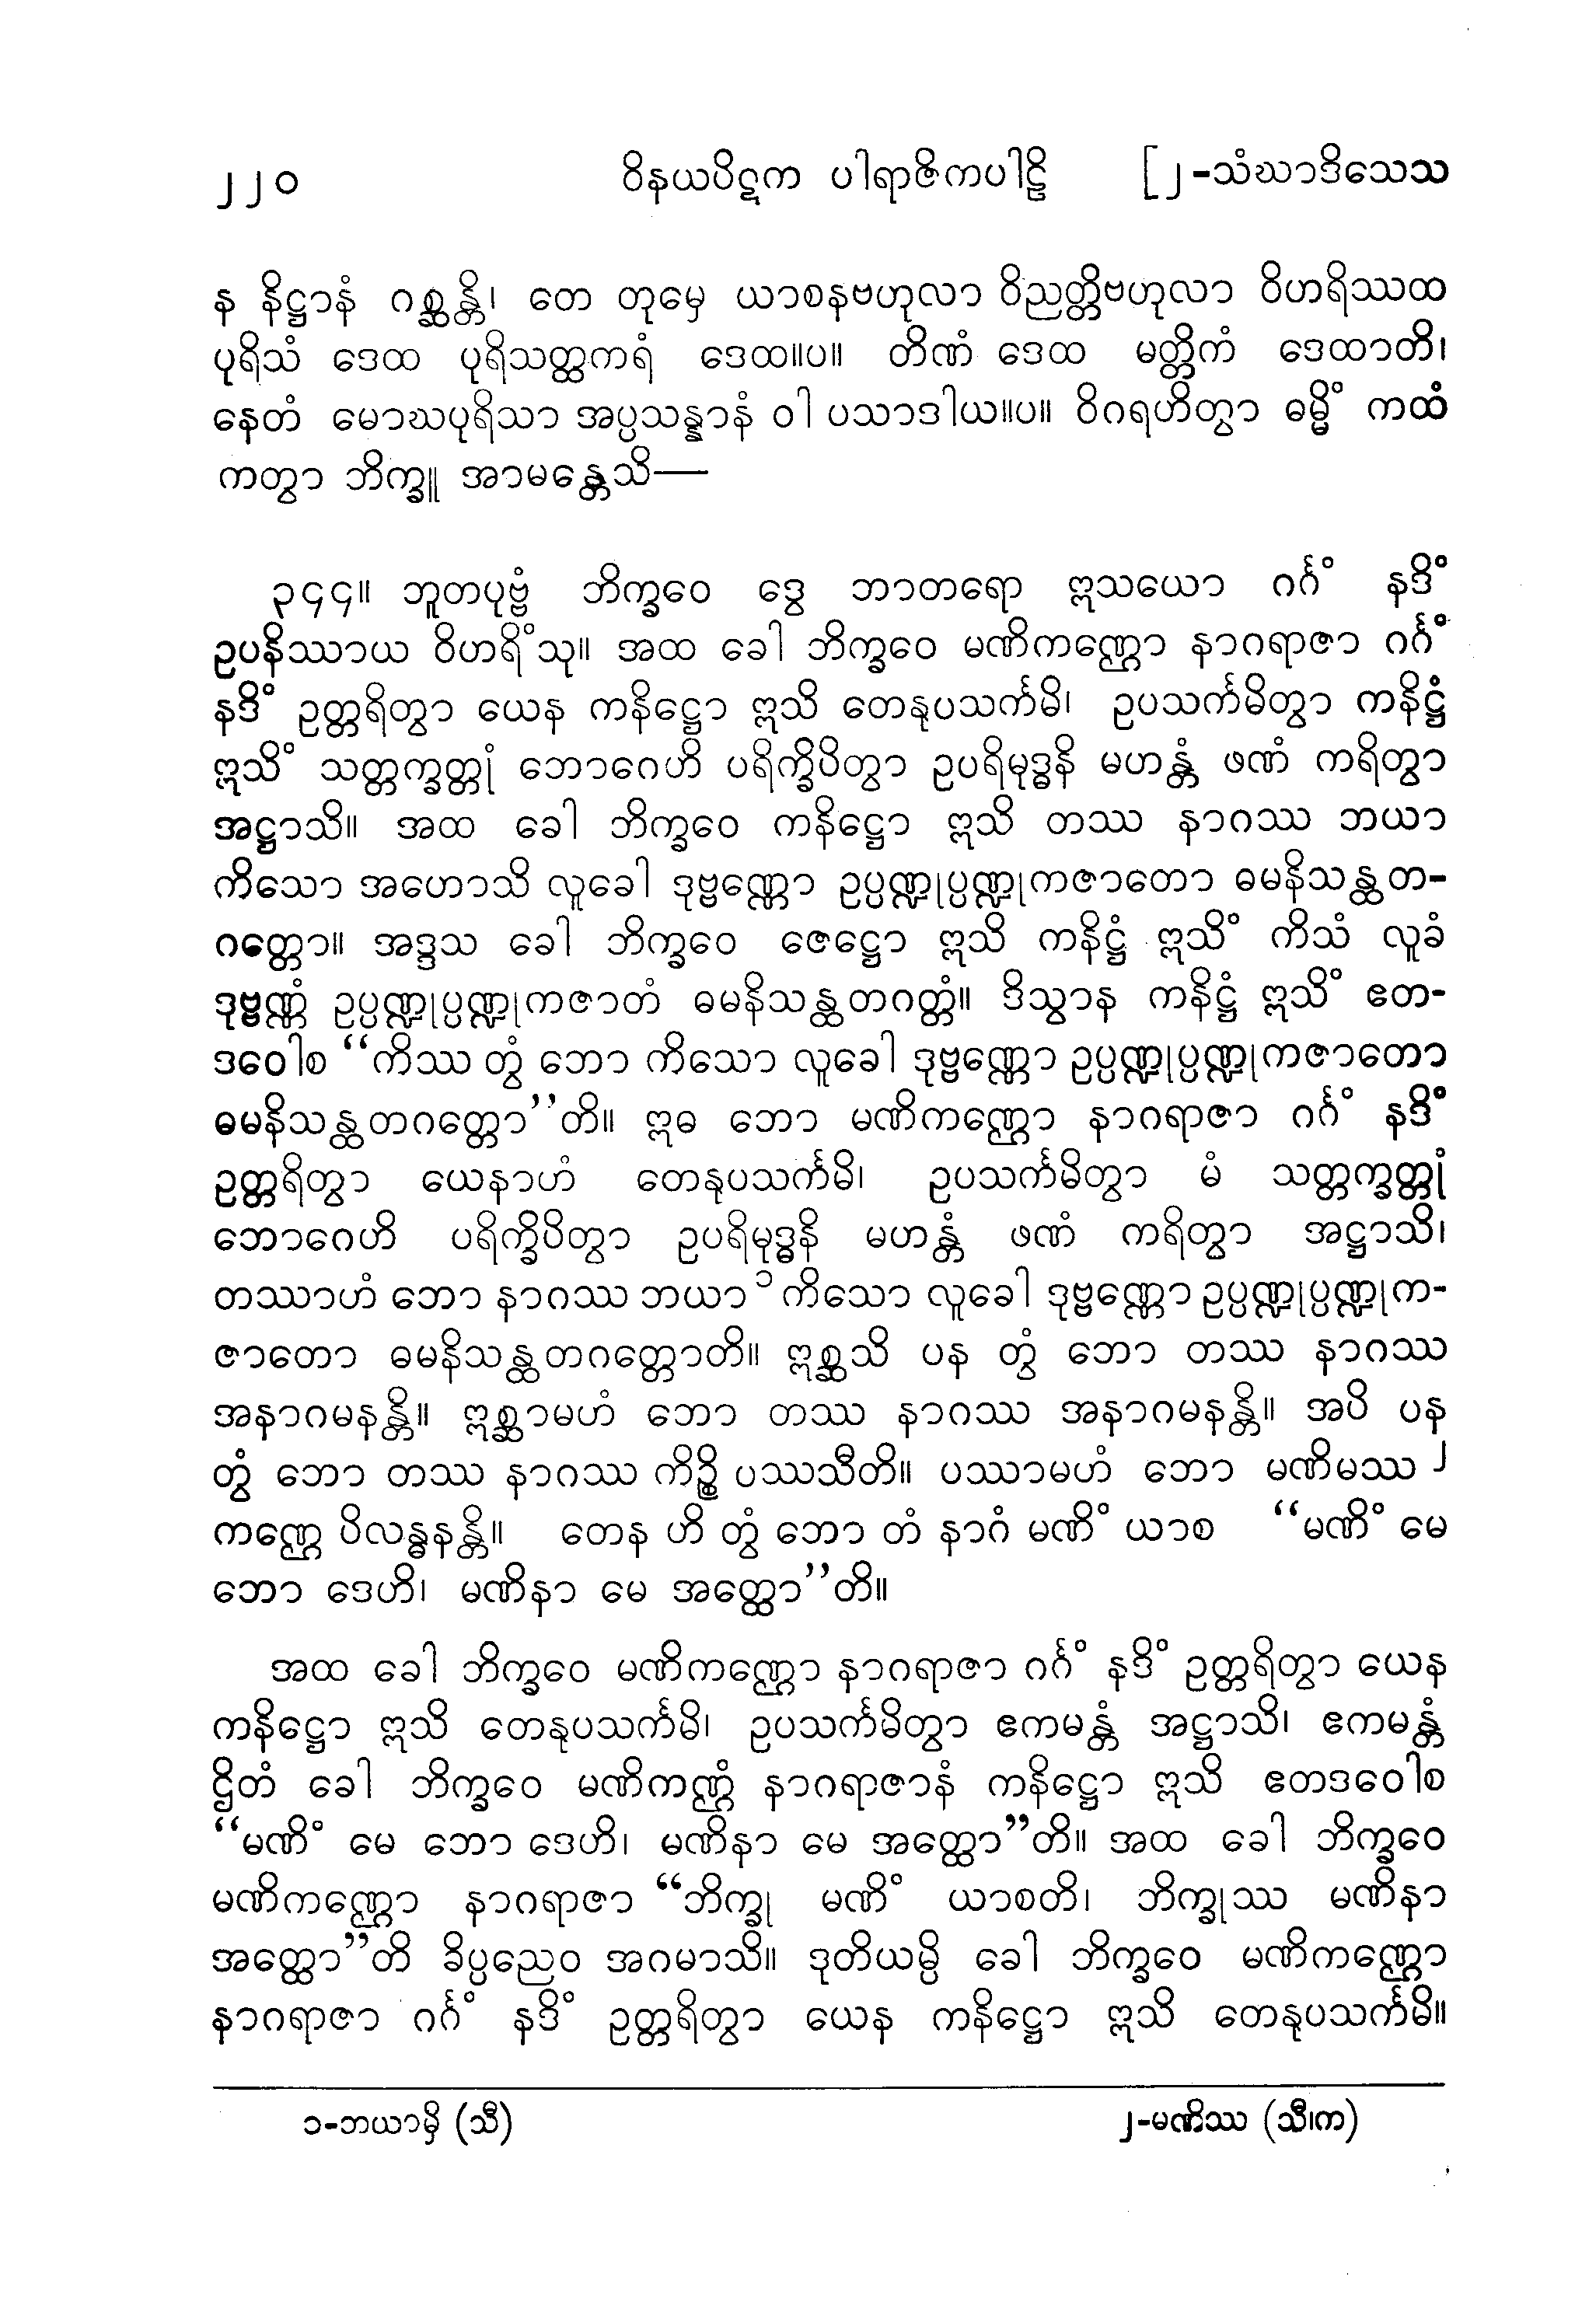 ၂၂၀ ဝိနယပိဋက ပါရာဇိကပါဠိ [၂-သံဃာဒိသေသ
န နိဋ္ဌာနံ ဂစ္ဆန္တိ၊ တေ တုမှေ ယာစနဗဟုလာ ဝိညတ္တိဗဟုလာ ဝိဟရိဿထ
ပုရိသံ ဒေထ ပုရိသတ္ထကရံ ဒေထ။ပ။ တိဏံ ဒေထ မတ္တိကံ ဒေထာတိ၊
နေတံ မောဃပုရိသာ အပ္ပသန္နာနံ ဝါ ပသာဒါယ။ပ။ ဝိဂရဟိတွာ ဓမ္မိံ ကထံ
ကတွာ ဘိက္ခူ အာမန္တေသိ—
၃၄၄။ ဘူတပုဗ္ဗံ ဘိက္ခဝေ ဒွေ ဘာတရော ဣသယော ဂင်္ဂံ နဒိံ
ဥပနိဿာယ ဝိဟရိံသု။ အထ ခေါ ဘိက္ခဝေ မဏိကဏ္ဌော နာဂရာဇာ ဂင်္ဂံ
နဒိံ ဥတ္တရိတွာ ယေန ကနိဋ္ဌော ဣသိ တေနုပသင်္ကမိ၊ ဥပသင်္ကမိတွာ ကနိဋ္ဌံ
ဣသိံ သတ္တက္ခတ္တုံ ဘောဂေဟိ ပရိက္ခိပိတွာ ဥပရိမုဒ္ဓနိ မဟန္တံ ဖဏံ ကရိတွာ
အဋ္ဌာသိ။ အထ ခေါ ဘိက္ခဝေ ကနိဋ္ဌော ဣသိ တဿ နာဂဿ ဘယာ
ကိသော အဟောသိ လူခေါ ဒုဗ္ဗဏ္ဏော ဥပ္ပဏ္ဍုပ္ပဏ္ဍုကဇာတော ဓမနိသန္ထတ-
ဂတ္တော။ အဒ္ဒသ ခေါ ဘိက္ခဝေ ဇေဋ္ဌော ဣသိ ကနိဋ္ဌံ ဣသိံ ကိသံ လူခံ
ဒုဗ္ဗဏ္ဏံ ဥပ္ပဏ္ဍုပ္ပဏ္ဍုကဇာတံ ဓမနိသန္ထတဂတ္တံ။ ဒိသွာန ကနိဋ္ဌံ ဣသိံ ဧတ-
ဒဝေါစ “ကိဿ တွံ ဘော ကိသော လူခေါ ဒုဗ္ဗဏ္ဏော ဥပ္ပဏ္ဍုပ္ပဏ္ဍုကဇာတော
ဓမနိသန္ထတဂတ္တော”တိ။ ဣဓ ဘော မဏိကဏ္ဌော နာဂရာဇာ ဂင်္ဂံ နဒိံ
ဥတ္တရိတွာ ယေနာဟံ တေနုပသင်္ကမိ၊ ဥပသင်္ကမိတွာ မံ သတ္တက္ခတ္တုံ
ဘောဂေဟိ ပရိက္ခိပိတွာ ဥပရိမုဒ္ဓနိ မဟန္တံ ဖဏံ ကရိတွာ အဋ္ဌာသိ၊
တဿာဟံ ဘော နာဂဿ ဘယာ ၁ ကိသော လူခေါ ဒုဗ္ဗဏ္ဏော ဥပ္ပဏ္ဍုပ္ပဏ္ဍုက-
ဇာတော ဓမနိသန္ထတဂတ္တောတိ။ ဣစ္ဆသိ ပန တွံ ဘော တဿ နာဂဿ
အနာဂမနန္တိ။ ဣစ္ဆာမဟံ ဘော တဿ နာဂဿ အနာဂမနန္တိ။ အပိ ပန
တွံ ဘော တဿ နာဂဿ ကိဉ္စိ ပဿသီတိ။ ပဿာမဟံ ဘော မဏိမဿ ၂
ကဏ္ဌေ ပိလန္ဓနန္တိ။ တေန ဟိ တွံ ဘော တံ နာဂံ မဏိံ ယာစ “မဏိံ မေ
ဘော ဒေဟိ၊ မဏိနာ မေ အတ္ထော”တိ။
အထ ခေါ ဘိက္ခဝေ မဏိကဏ္ဌော နာဂရာဇာ ဂင်္ဂံ နဒိံ ဥတ္တရိတွာ ယေန
ကနိဋ္ဌော ဣသိ တေနုပသင်္ကမိ၊ ဥပသင်္ကမိတွာ ဧကမန္တံ အဋ္ဌာသိ၊ ဧကမန္တံ
ဌိတံ ခေါ ဘိက္ခဝေ မဏိကဏ္ဌံ နာဂရာဇာနံ ကနိဋ္ဌော ဣသိ ဧတဒဝေါစ
“မဏိံ မေ ဘော ဒေဟိ၊ မဏိနာ မေ အတ္ထော”တိ။ အထ ခေါ ဘိက္ခဝေ
မဏိကဏ္ဌော နာဂရာဇာ “ဘိက္ခု မဏိံ ယာစတိ၊ ဘိက္ခုဿ မဏိနာ
အတ္ထော”တိ ခိပ္ပညေဝ အဂမာသိ။ ဒုတိယမ္ပိ ခေါ ဘိက္ခဝေ မဏိကဏ္ဌော
နာဂရာဇာ ဂင်္ဂံ နဒိံ ဥတ္တရိတွာ ယေန ကနိဋ္ဌော ဣသိ တေနုပသင်္ကမိ။
၁-ဘယာမှိ (သီ) ၂-မဏိဿ (သီ၊က)